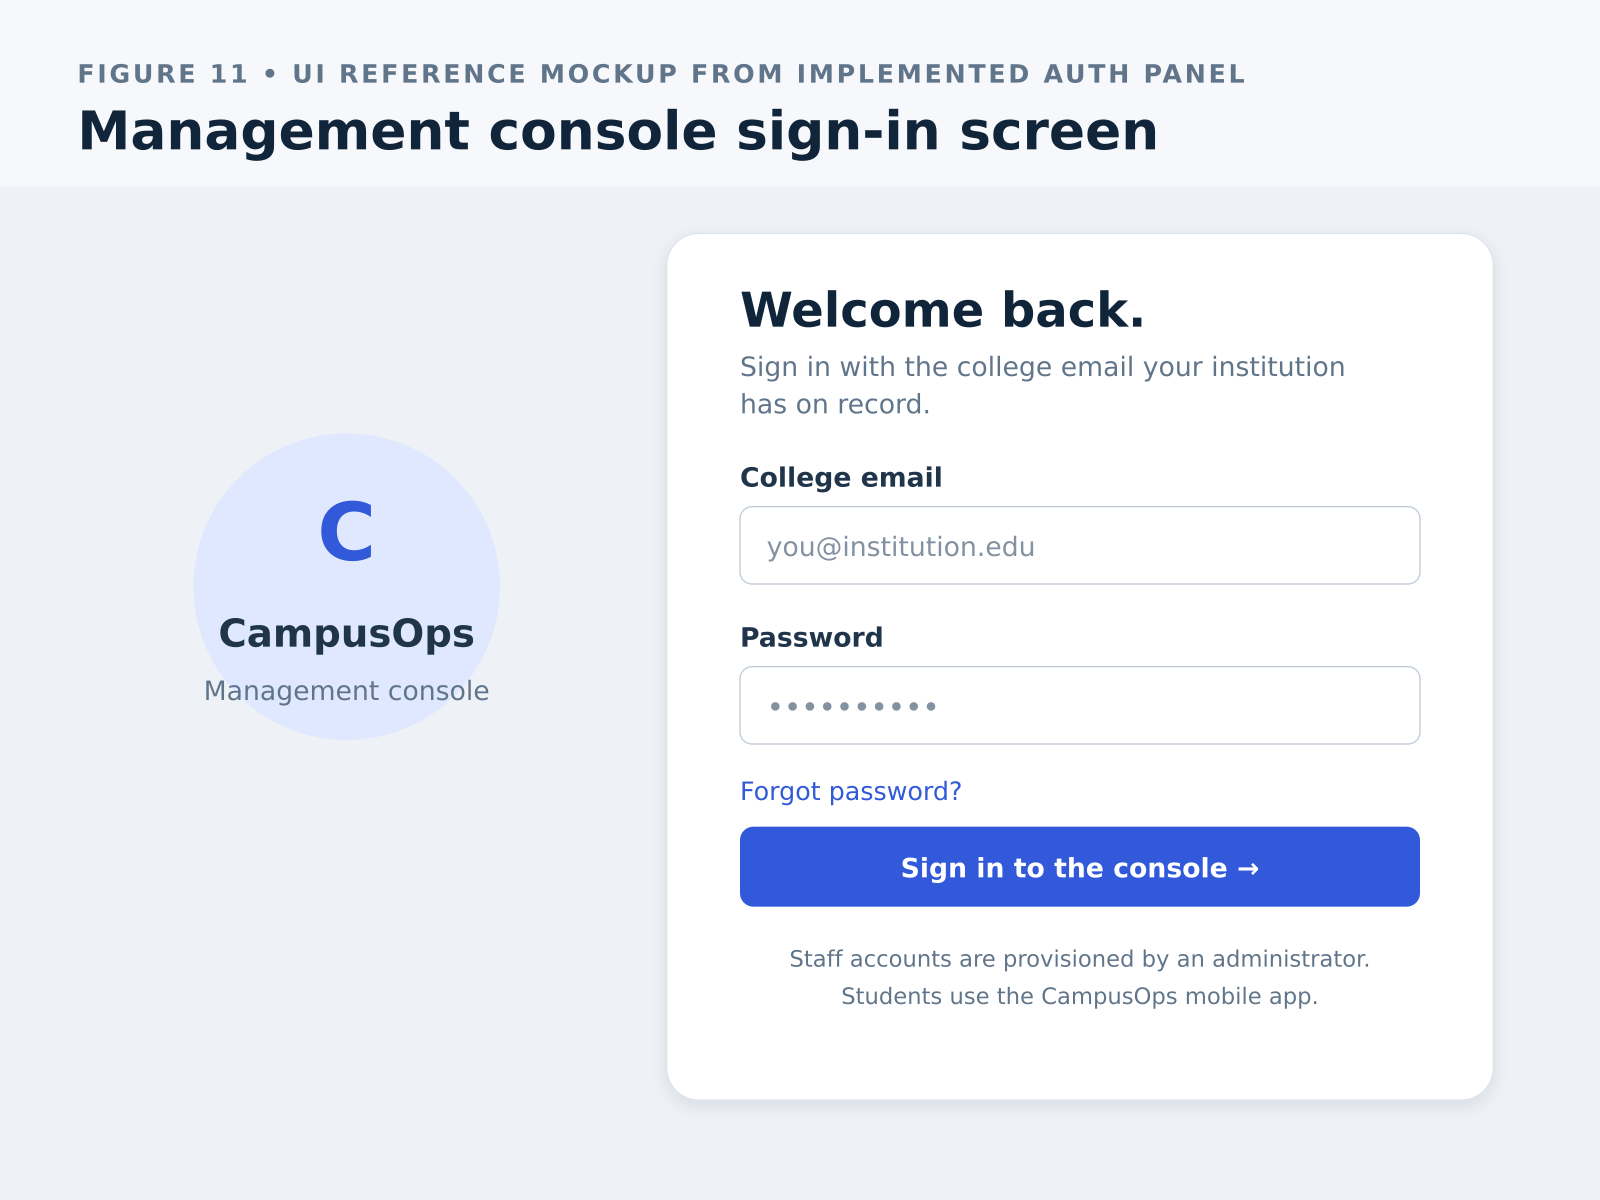 FIGURE 11 • UI REFERENCE MOCKUP FROM IMPLEMENTED AUTH PANEL
Management console sign-in screen
C
CampusOps
Management console
Welcome back.
Sign in with the college email your institution
has on record.
College email
you@institution.edu
Password
••••••••••
Forgot password?
Sign in to the console →
Staff accounts are provisioned by an administrator.
Students use the CampusOps mobile app.